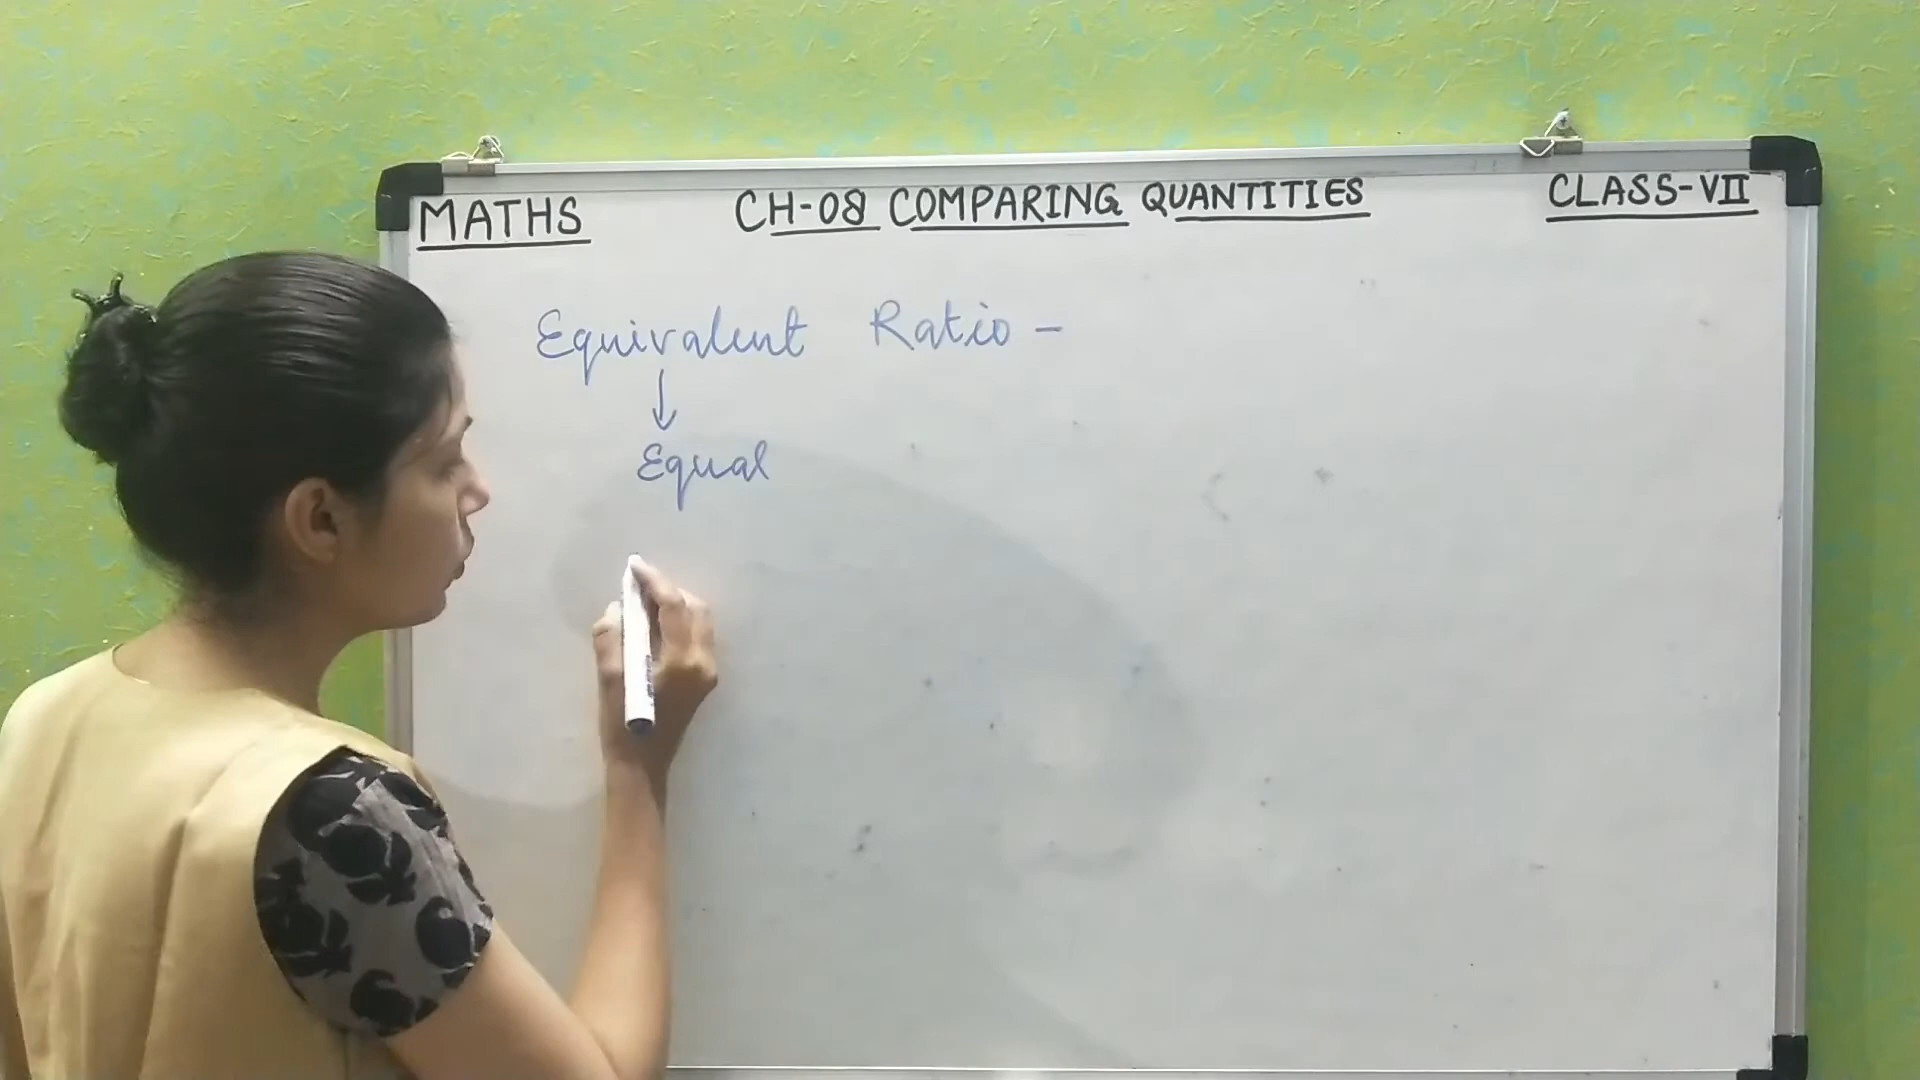 MATHS CH-08 COMPARING QUANTITIES CLASS-VII
Equivalent Ratio -
↓
Equal